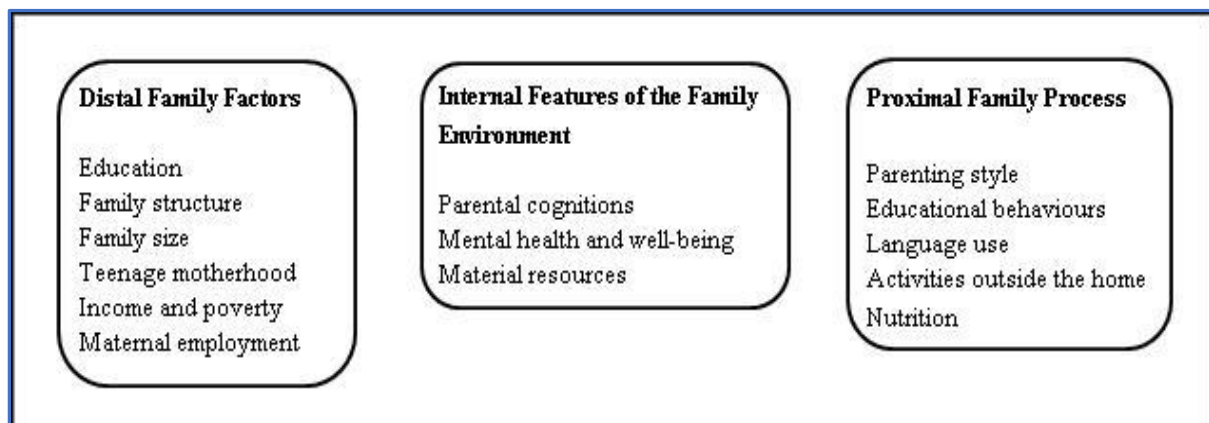 Distal Family Factors
Education
Family structure
Family size
Teenage motherhood
Income and poverty
Maternal employment
Internal Features of the Family
Environment
Parental cognitions
Mental health and well-being
Material resources
Proximal Family Process
Parenting style
Educational behaviours
Language use
Activities outside the home
Nutrition